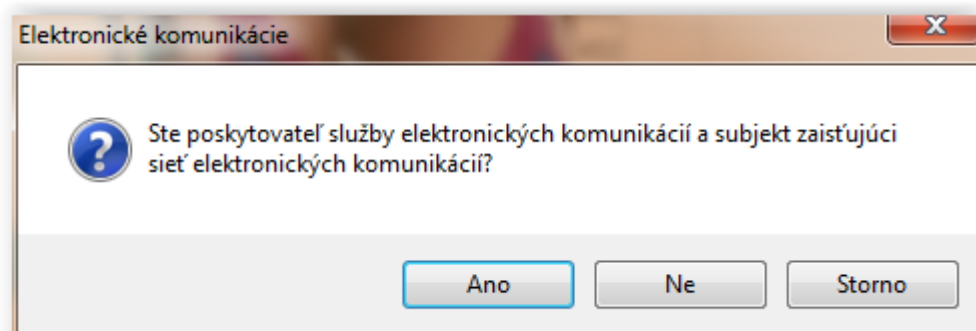 Elektronické komunikácie
Ste poskytovateľ služby elektronických komunikácií a subjekt zaisťujúci
sieť elektronických komunikácií?
Ano
Ne
Storno